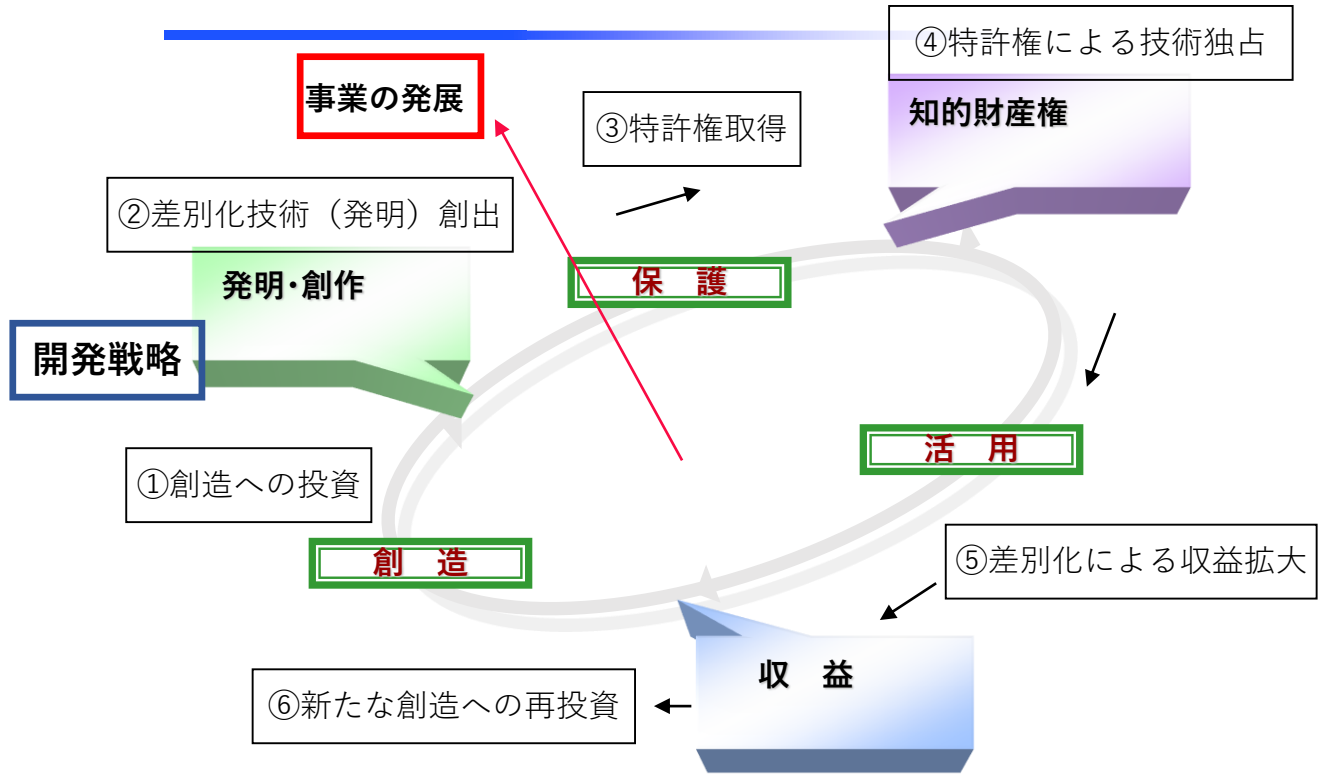 ④特許権による技術独占
事業の発展
知的財産権
③特許権取得
②差別化技術（発明）創出
保　護
発明・創作
開発戦略
活　用
①創造への投資
創　造
⑤差別化による収益拡大
収　益
⑥新たな創造への再投資